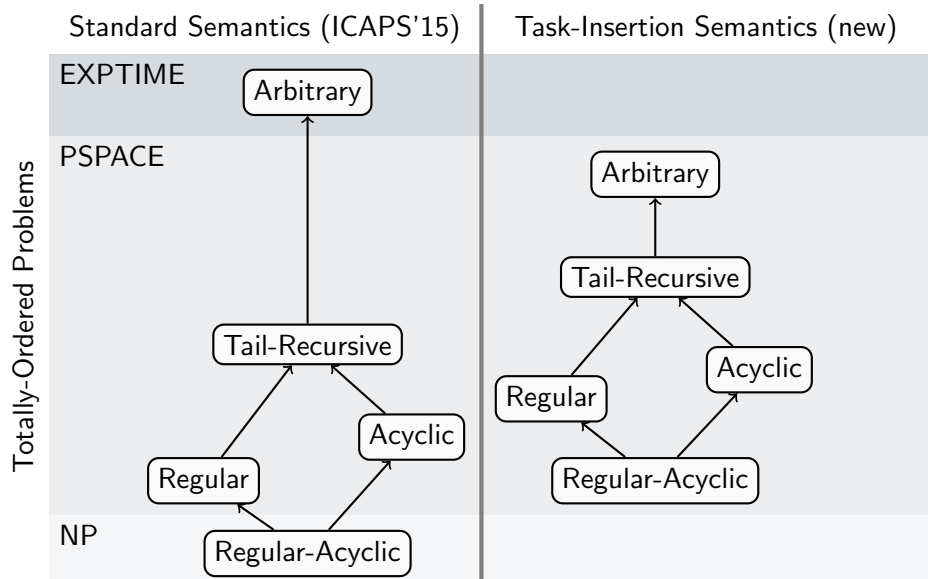 Standard Semantics (ICAPS'15)
Task-Insertion Semantics (new)
Totally-Ordered Problems
EXPTIME
Arbitrary
PSPACE
Arbitrary
Tail-Recursive
Tail-Recursive
Acyclic
Regular
Acyclic
Regular
Regular-Acyclic
NP
Regular-Acyclic